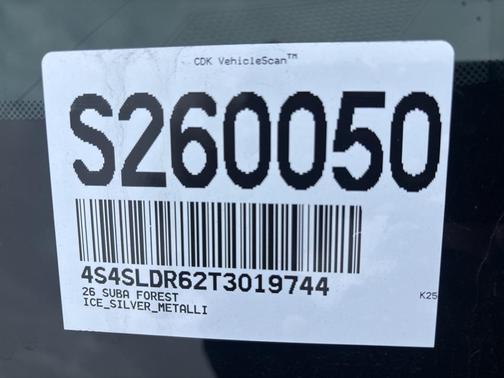 CDK VehicleScan™
S260050
4S4SLDR62T3019744
26 SUBA FOREST
ICE_SILVER_METALLI
K25